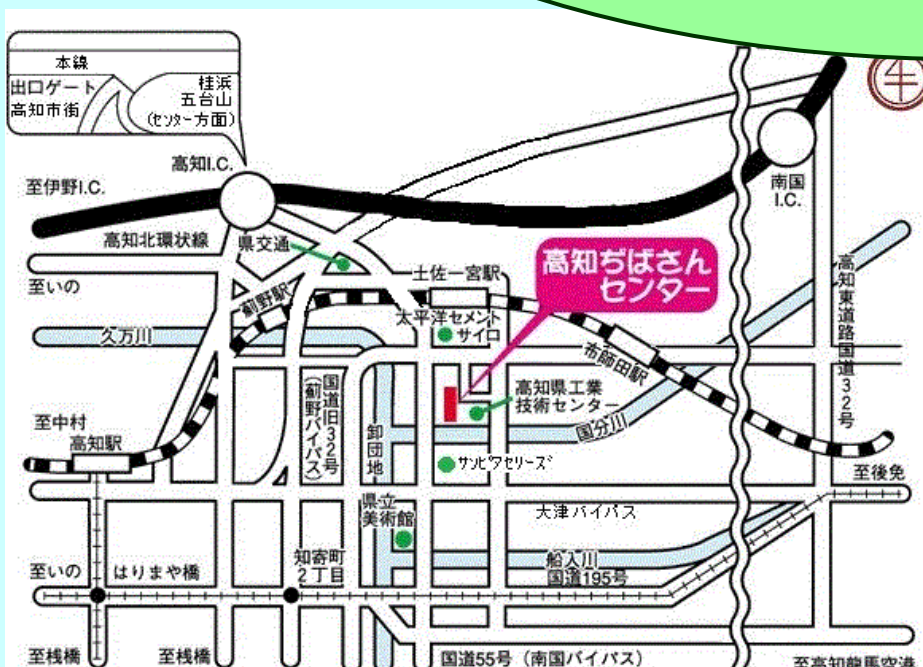 本線
出口ゲート
高知市街
桂浜
五台山
(センター方面)
高知I.C.
至伊野I.C.
南国
I.C.
高知北環状線
県交通
至いの
薊野駅
土佐一宮駅
高知ぢばさん
センター
太平洋セメント
サイロ
久万川
布師田駅
高知東道路国道32号
国道旧32号
(薊野バイパス)
高知県工業
技術センター
国分川
至中村
高知駅
卸団地
サンピアセリーズ
至後免
県立
美術館
大津バイパス
知寄町
2丁目
船入川
国道195号
至いの
はりまや橋
至桟橋
至桟橋
国道55号(南国バイパス)
至高知龍馬空港